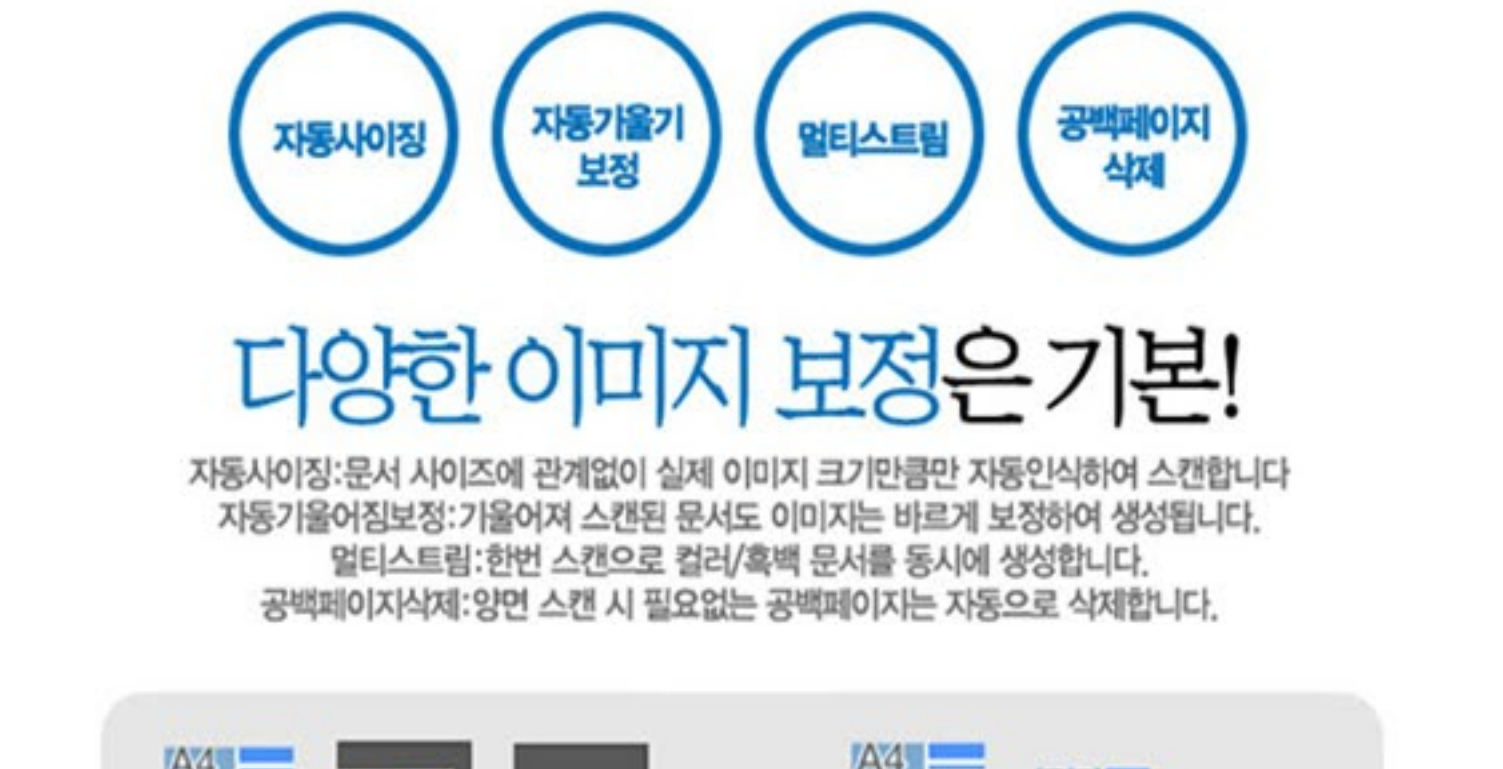 자동사이징
자동가울기
보정
멀티스트림
공백페이지
삭제
다양한 이미지 보정은 기본!
자동사이징:문서 사이즈에 관계없이 실제 이미지 크기만큼만 자동인식하여 스캔합니다
자동기울어짐보정:기울어져 스캔된 문서도 이미지는 바르게 보정하여 생성됩니다.
멀티스트림:한번 스캔으로 컬러/흑백 문서를 동시에 생성합니다.
공백페이지삭제:양면 스캔 시 필요없는 공백페이지는 자동으로 삭제합니다.
A4
A4